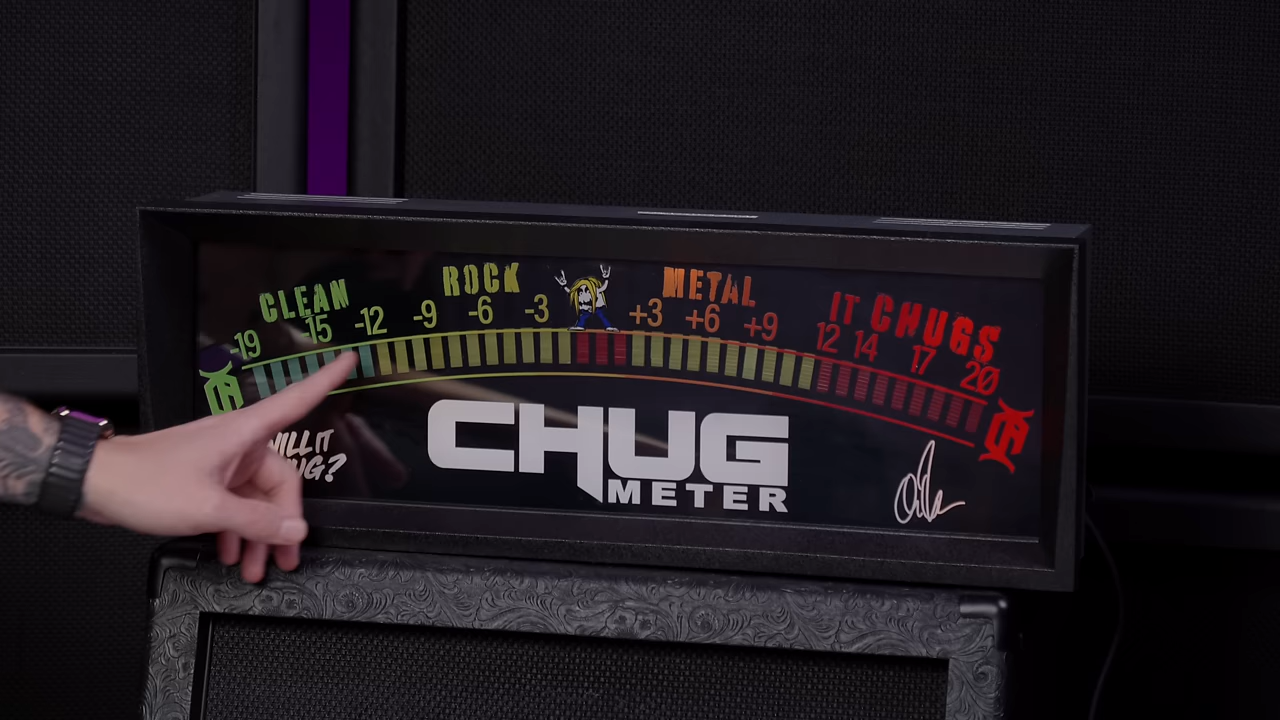 CLEAN ROCK METAL IT CHUGS
-19 -15 -12 -9 -6 -3 +3 +6 +9 12 14 17 20
CHUG
METER
IT